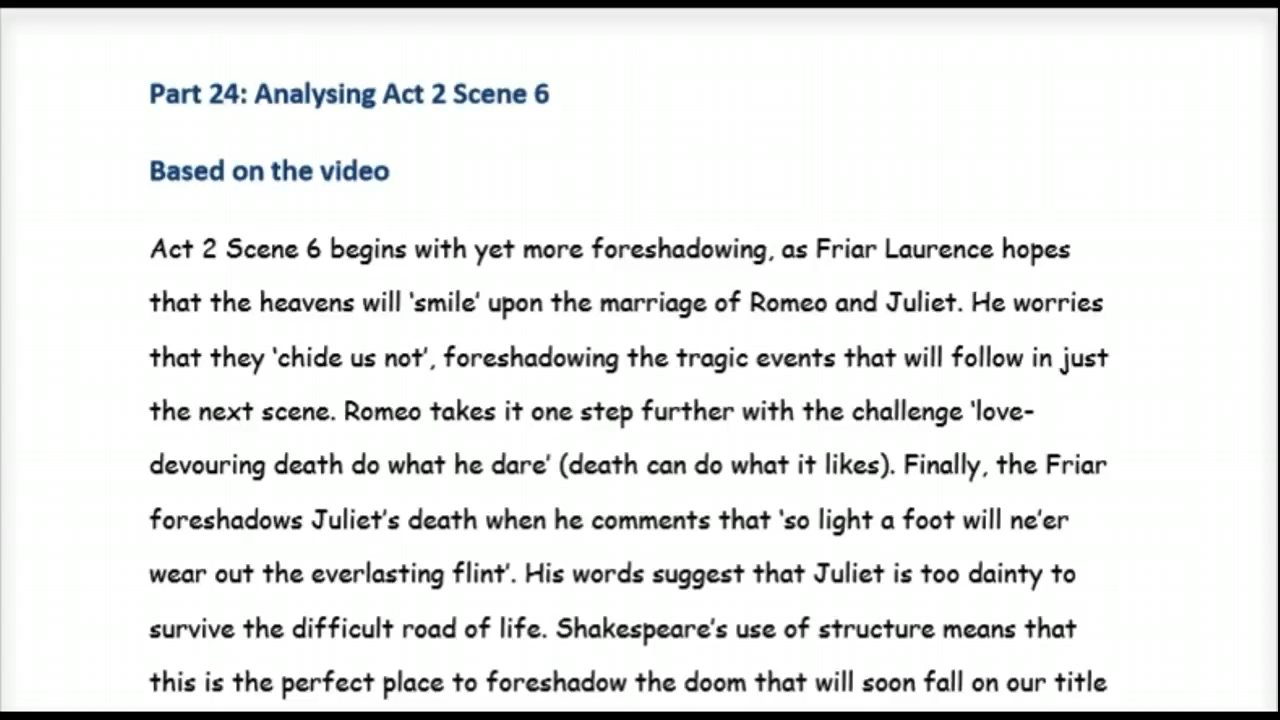 Part 24: Analysing Act 2 Scene 6
Based on the video
Act 2 Scene 6 begins with yet more foreshadowing, as Friar Laurence hopes
that the heavens will ‘smile’ upon the marriage of Romeo and Juliet. He worries
that they ‘chide us not’, foreshadowing the tragic events that will follow in just
the next scene. Romeo takes it one step further with the challenge ‘love-
devouring death do what he dare’ (death can do what it likes). Finally, the Friar
foreshadows Juliet’s death when he comments that ‘so light a foot will ne’er
wear out the everlasting flint’. His words suggest that Juliet is too dainty to
survive the difficult road of life. Shakespeare’s use of structure means that
this is the perfect place to foreshadow the doom that will soon fall on our title